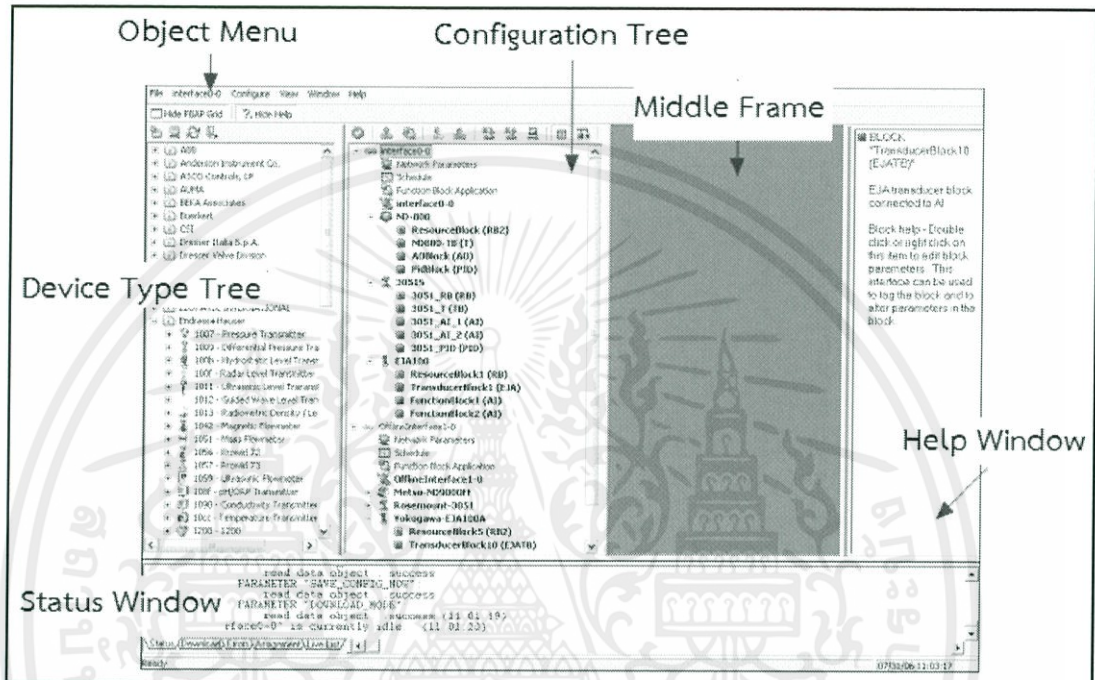 Object Menu
Configuration Tree
Middle Frame
File interface0-0 Configure View Window Help
Hide FBAP Grid ? Hide Help
Device Type Tree
ABB
Anderson Instrument Co.
ASCO Controls, LP
AUMA
BEKA Associates
Buerkert
CSI
Dresser Italia S.p.A.
Dresser Valve Division
Endress+Hauser
1007 - Pressure Transmitter
1009 - Differential Pressure Tra
100b - Hydrostatic Level Transt
100f - Radar Level Transmitter
1011 - Ultrasonic Level Transmit
1012 - Guided Wave Level Tran
1013 - Radiometric Density / Le
1042 - Magnetic Flowmeter
1051 - Mass Flowmeter
1056 - Prowirl 72
1057 - Prowirl 73
1059 - Ultrasonic Flowmeter
108f - pH/ORP Transmitter
1090 - Conductivity Transmitter
10cc - Temperature Transmitter
1200 - 1200
interface0-0
Network Parameters
Schedule
Function Block Application
interface0-0
ND-800
ResourceBlock (RB2)
ND800-TB (T)
AOBlock (AO)
PidBlock (PID)
3051S
3051_RB (RB)
3051_T (TB)
3051_AI_1 (AI)
3051_AI_2 (AI)
3051_PID (PID)
EJA100
ResourceBlock1 (RB)
TransducerBlock1 (EJA)
FunctionBlock1 (AI)
FunctionBlock2 (AI)
OfflineInterface1-0
Network Parameters
Schedule
Function Block Application
OfflineInterface1-0
Metso-ND9000FF
Rosemount-3051
Yokogawa-EJA100A
ResourceBlock5 (RB2)
TransducerBlock10 (EJATB)
BLOCK
"TransducerBlock10
(EJATB)"
EJA transducer block
connected to AI
Block help - Double
click or right click on
this item to edit block
parameters. This
interface can be used
to tag the block and to
alter parameters in the
block
Help Window
Status Window
read data object success
PARAMETER "SAVE_CONFIG_NOW"
read data object success
PARAMETER "DOWNLOAD_MODE"
read data object success (11 01 19)
rface0-0" is currently idle (11 01 20)
Status Download Errors Assignment Live List
Ready
07/31/06 11:03:17